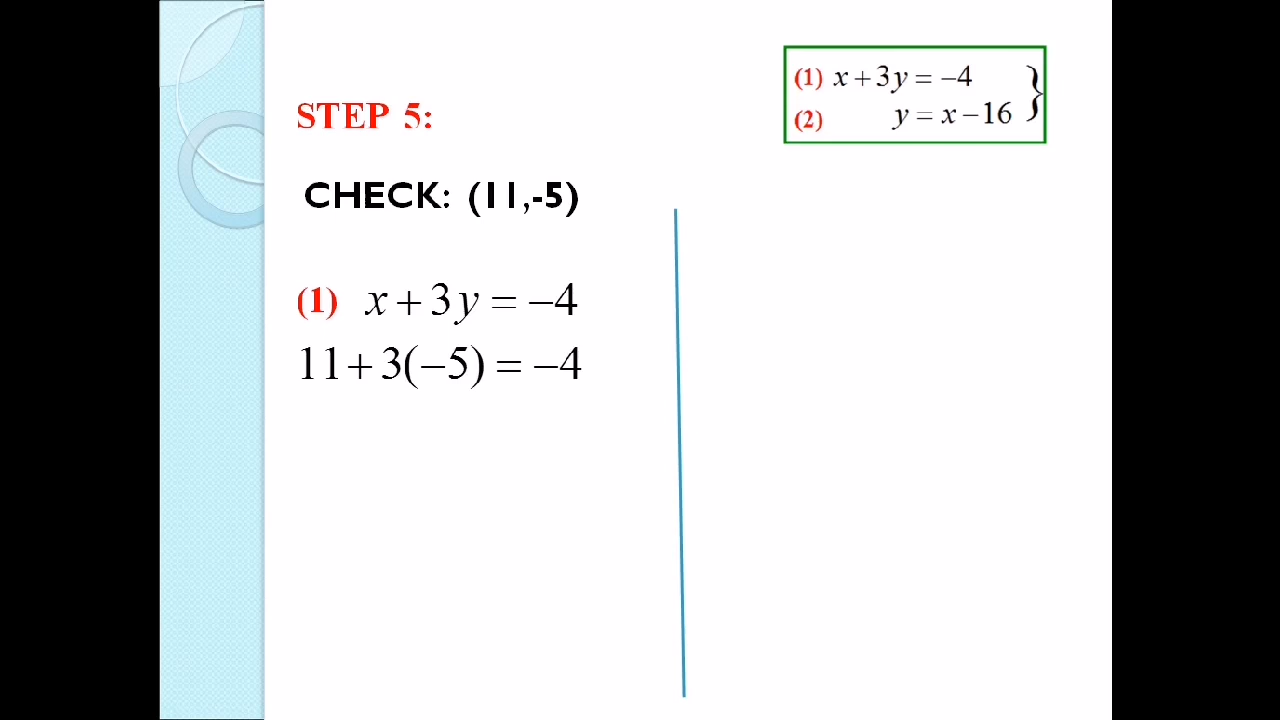 STEP 5:
CHECK: (11,-5)
(1) x + 3y = −4
11 + 3(−5) = −4
(1) x + 3y = −4
(2) y = x − 16 }